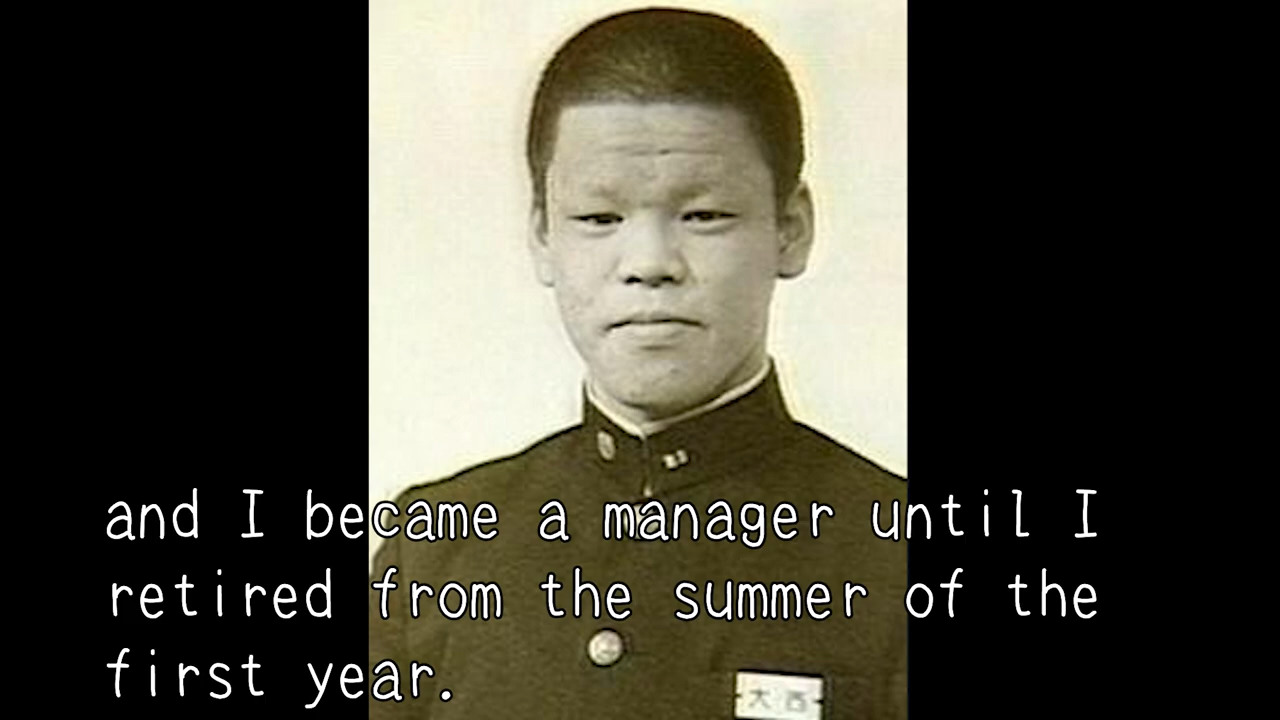 and I became a manager until I
retired from the summer of the
first year.
大西